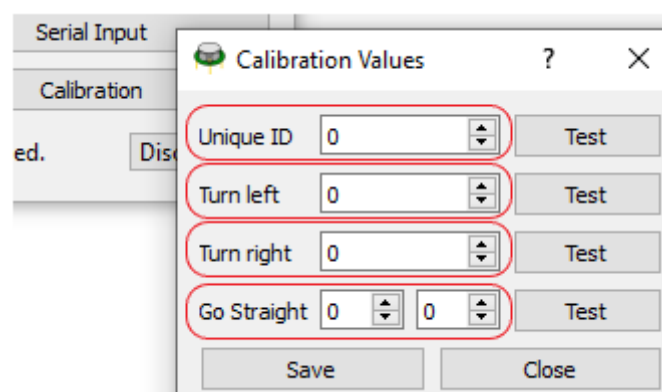 Serial Input
Calibration
ed.
Calibration Values ?
Unique ID 0 Test
Turn left 0 Test
Turn right 0 Test
Go Straight 0 0 Test
Save Close